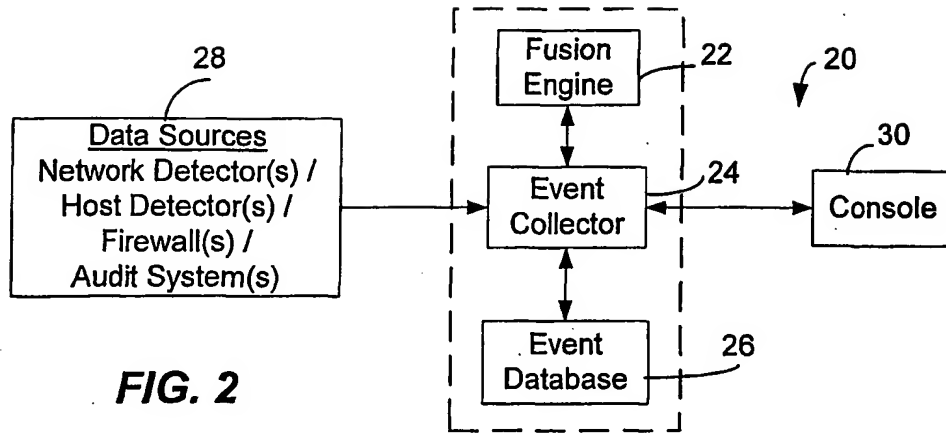 28
Data Sources
Network Detector(s) /
Host Detector(s) /
Firewall(s) /
Audit System(s)
Fusion
Engine
22
20
Event
Collector
24
30
Console
Event
Database
26
FIG. 2